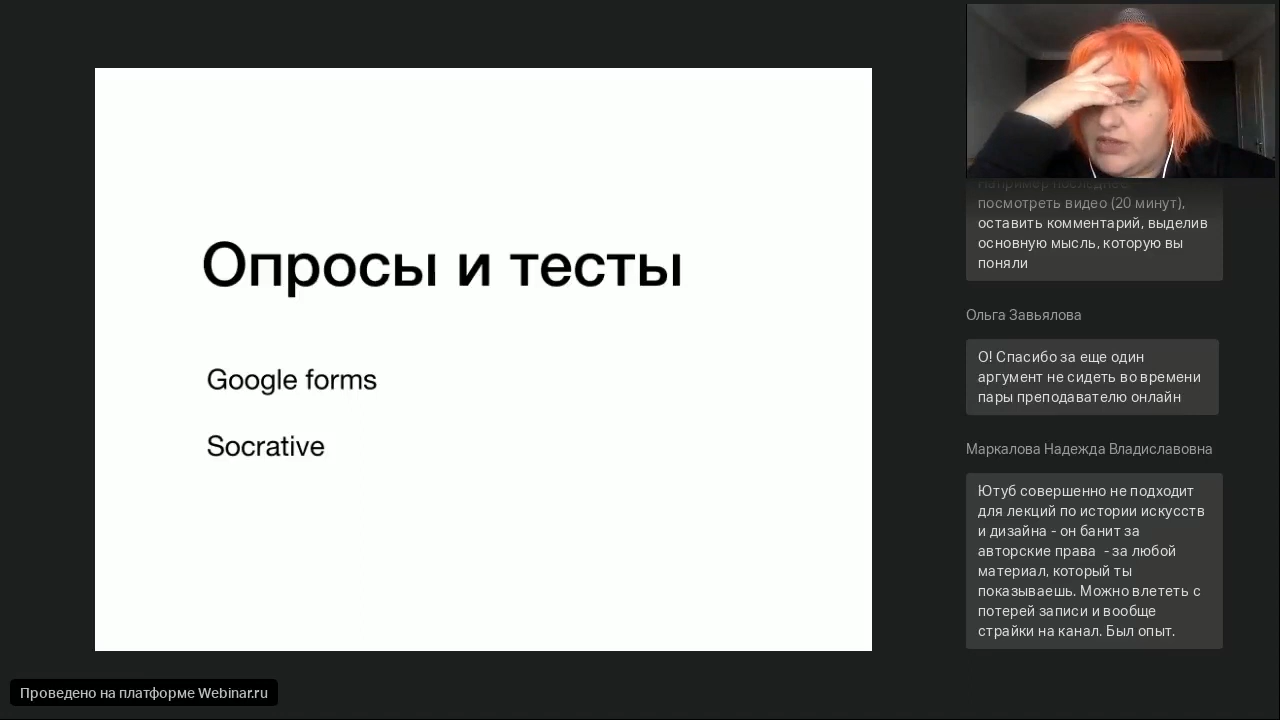 Опросы и тесты
Google forms
Socrative
Например последнее:
посмотреть видео (20 минут),
оставить комментарий, выделив
основную мысль, которую вы
поняли
Ольга Завьялова
О! Спасибо за еще один
аргумент не сидеть во времени
пары преподавателю онлайн
Маркалова Надежда Владиславовна
Ютуб совершенно не подходит
для лекций по истории искусств
и дизайна - он банит за
авторские права - за любой
материал, который ты
показываешь. Можно влететь с
потерей записи и вообще
страйки на канал. Был опыт.
Проведено на платформе Webinar.ru